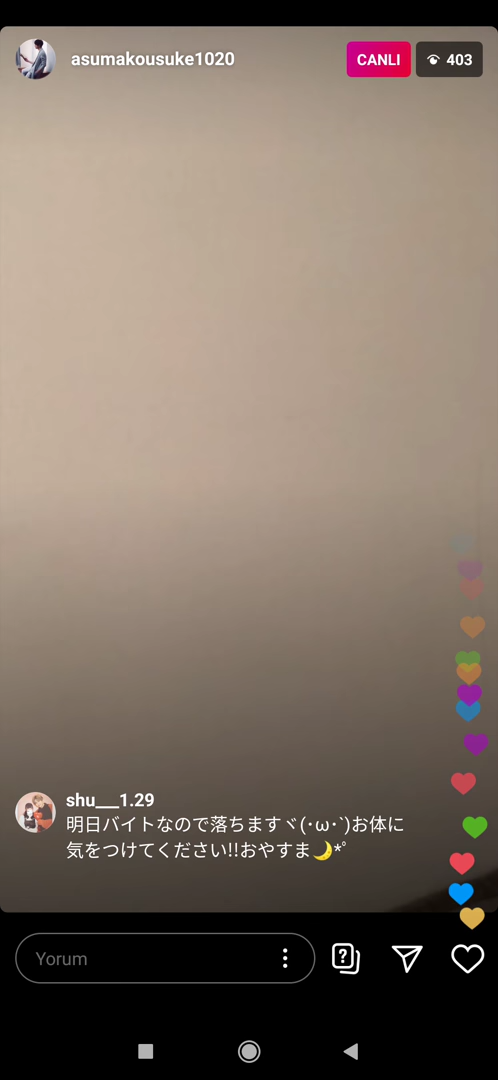 asumakousuke1020
CANLI
403
shu___1.29
明日バイトなので落ちますヾ(･ω･`)お体に
気をつけてください!!おやすま🌙*ﾟ
Yorum